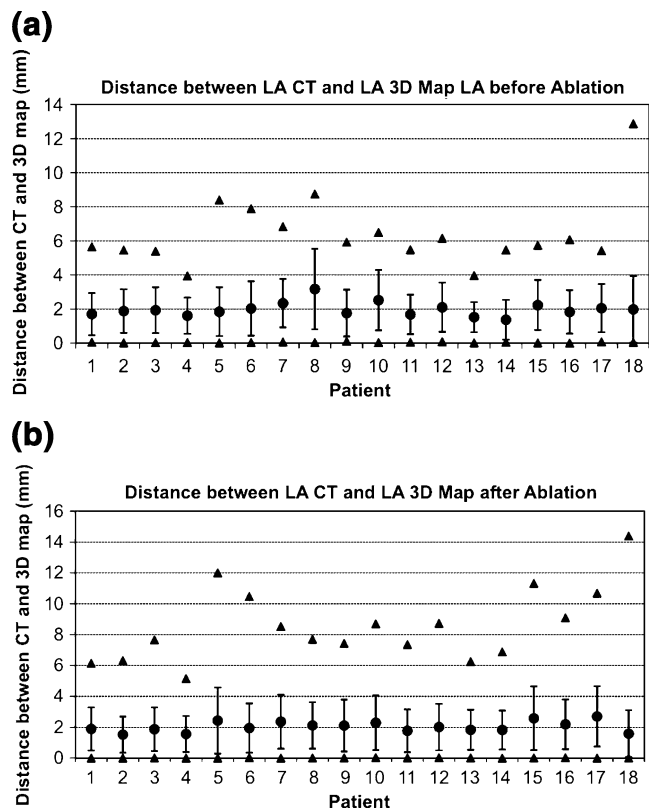 (a)
Distance between LA CT and LA 3D Map LA before Ablation
Distance between CT and 3D map (mm)
14
12
10
8
6
4
2
0
1 2 3 4 5 6 7 8 9 10 11 12 13 14 15 16 17 18
Patient
(b)
Distance between LA CT and LA 3D Map after Ablation
Distance between CT and 3D map (mm)
16
14
12
10
8
6
4
2
0
1 2 3 4 5 6 7 8 9 10 11 12 13 14 15 16 17 18
Patient